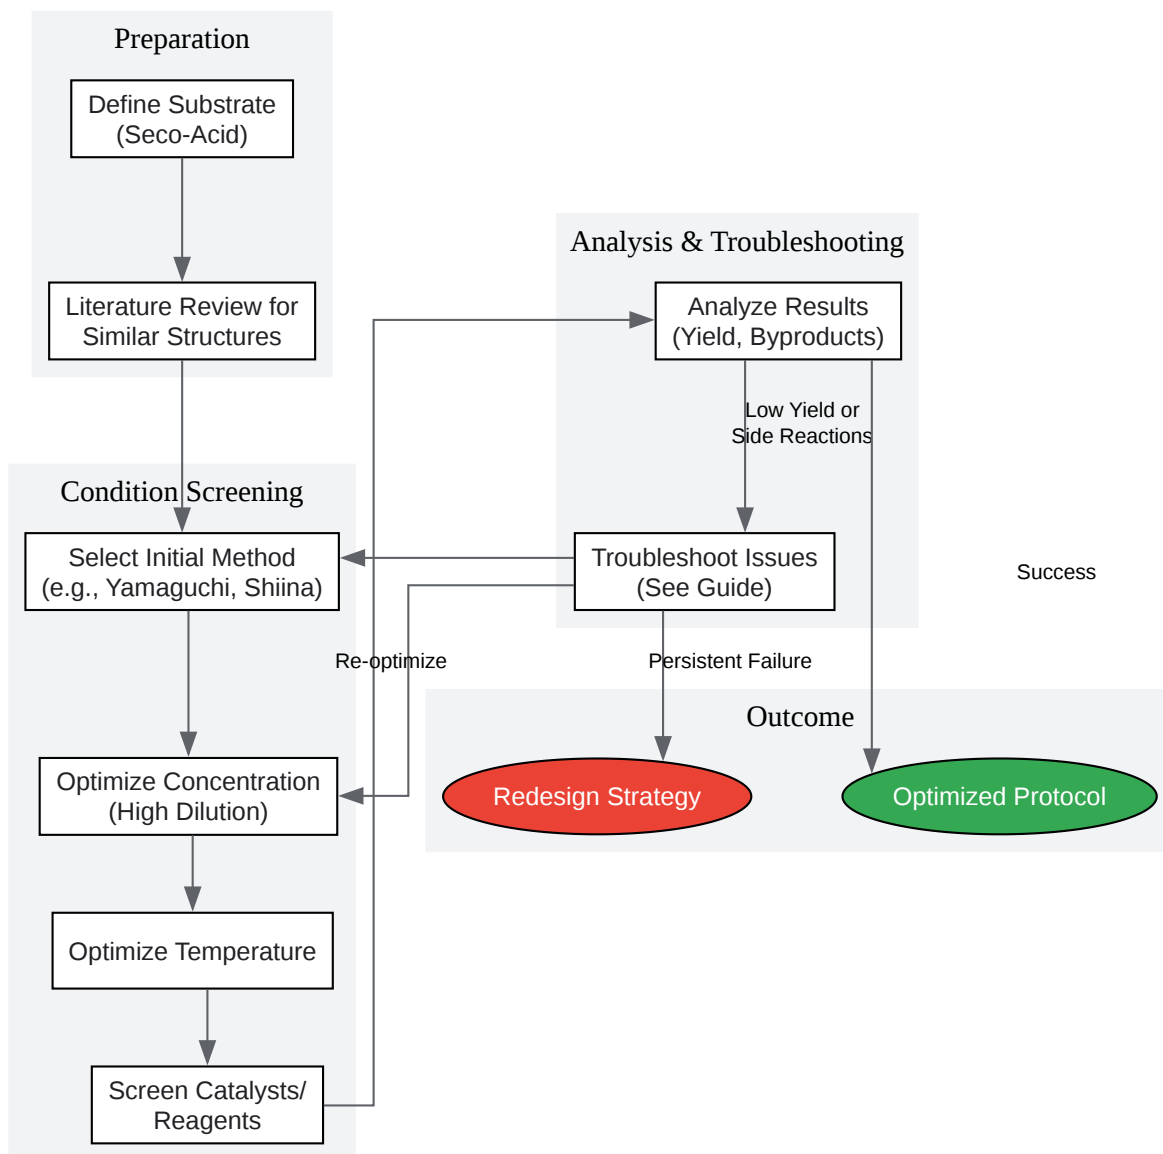 Preparation
Define Substrate
(Seco-Acid)
Literature Review for
Similar Structures
Condition Screening
Select Initial Method
(e.g., Yamaguchi, Shiina)
Optimize Concentration
(High Dilution)
Optimize Temperature
Screen Catalysts/
Reagents
Analysis & Troubleshooting
Analyze Results
(Yield, Byproducts)
Low Yield or
Side Reactions
Troubleshoot Issues
(See Guide)
Success
Re-optimize
Persistent Failure
Outcome
Redesign Strategy
Optimized Protocol